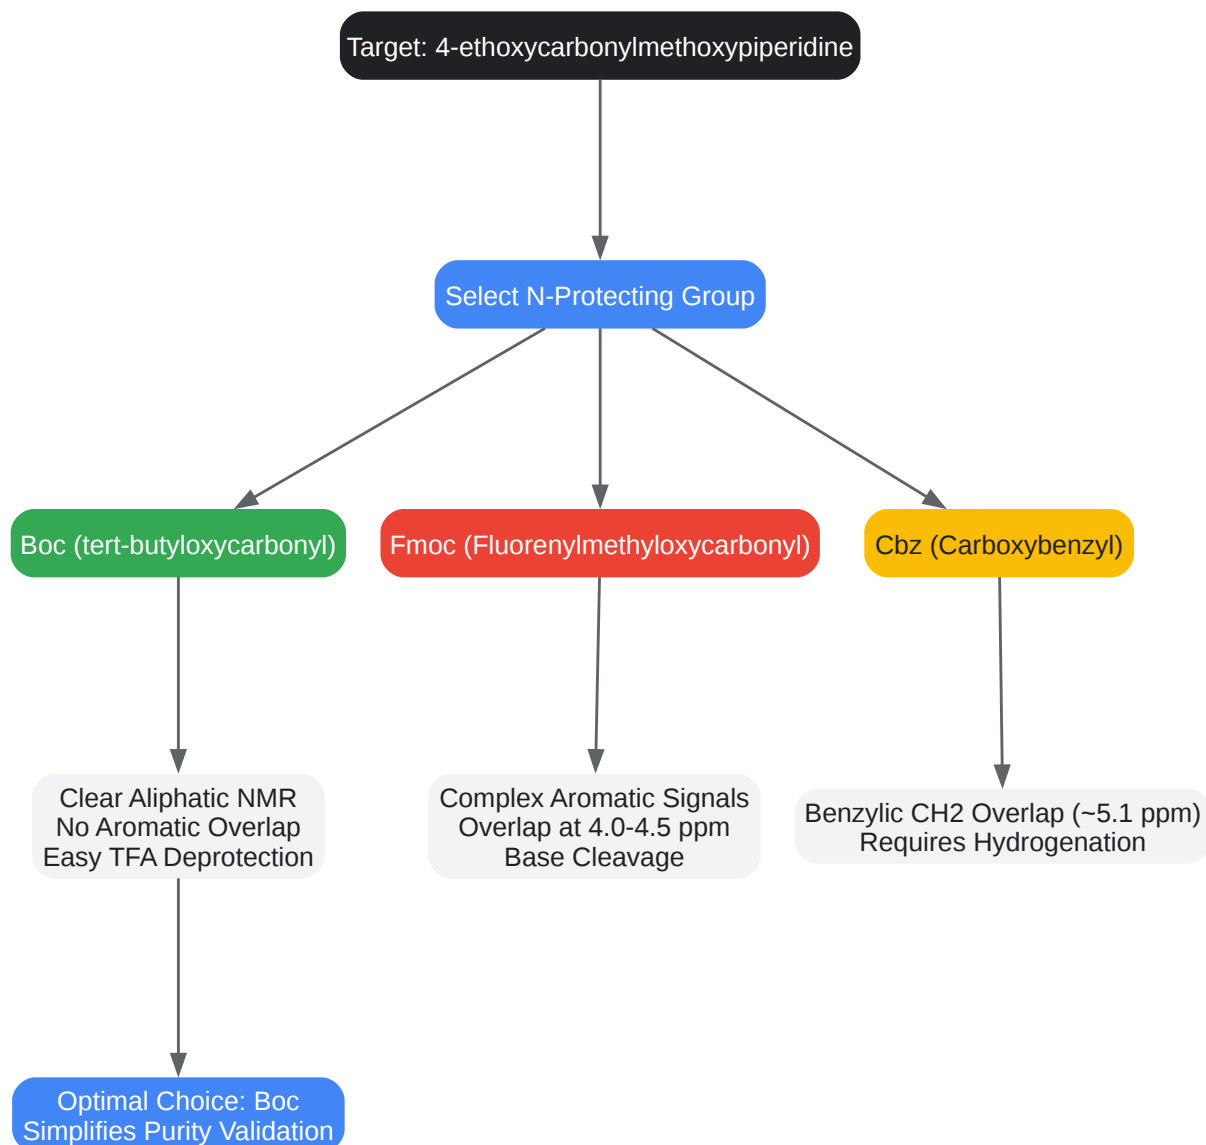 Target: 4-ethoxycarbonylmethoxypiperidine
Select N-Protecting Group
Boc (tert-butyloxycarbonyl)
Fmoc (Fluorenylmethyloxycarbonyl)
Cbz (Carboxybenzyl)
Clear Aliphatic NMR
No Aromatic Overlap
Easy TFA Deprotection
Complex Aromatic Signals
Overlap at 4.0-4.5 ppm
Base Cleavage
Benzylic CH2 Overlap (~5.1 ppm)
Requires Hydrogenation
Optimal Choice: Boc
Simplifies Purity Validation